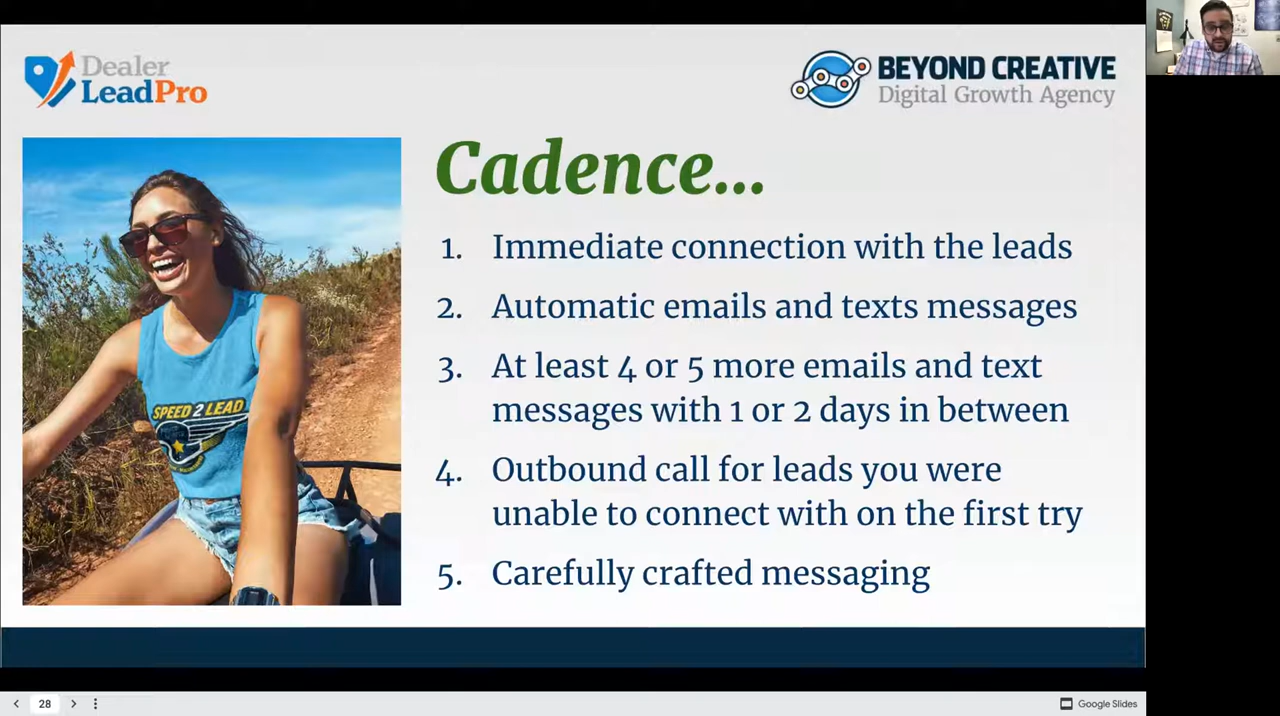 Dealer
LeadPro
BEYOND CREATIVE
Digital Growth Agency
Cadence...
1. Immediate connection with the leads
2. Automatic emails and texts messages
3. At least 4 or 5 more emails and text
messages with 1 or 2 days in between
4. Outbound call for leads you were
unable to connect with on the first try
5. Carefully crafted messaging
SPEED 2 LEAD
28
Google Slides